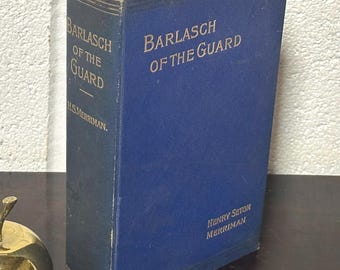 BARLASCH
OF THE
GUARD
H.S. MERRIMAN.
BARLASCH
OF THE GUARD
HENRY SETON
MERRIMAN